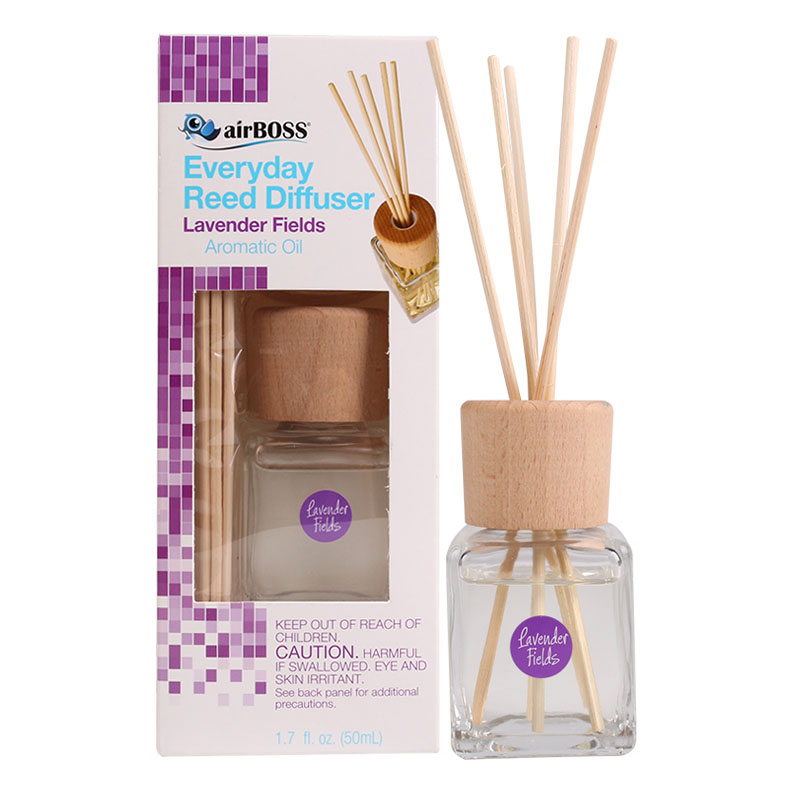 airBOSS®
Everyday
Reed Diffuser
Lavender Fields
Aromatic Oil
Lavender
Fields
KEEP OUT OF REACH OF
CHILDREN.
CAUTION. HARMFUL
IF SWALLOWED. EYE AND
SKIN IRRITANT.
See back panel for additional
precautions.
1.7 fl. oz. (50mL)
Lavender
Fields